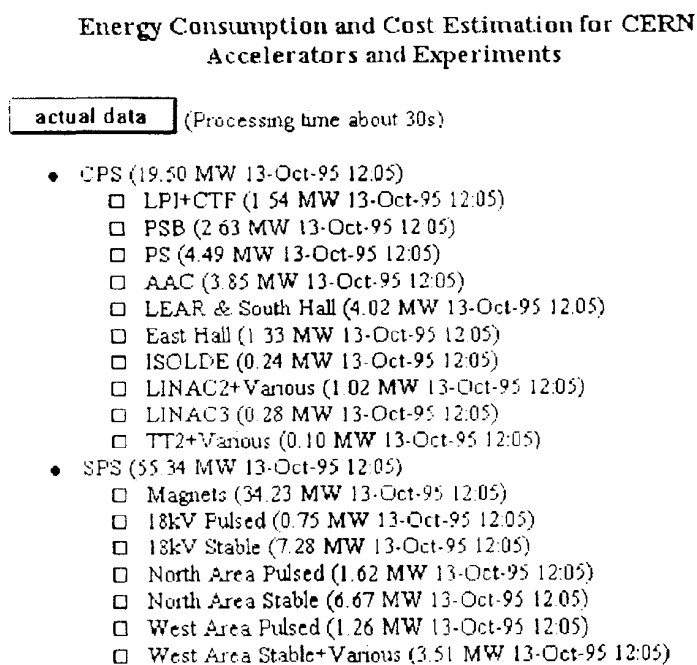 Energy Consumption and Cost Estimation for CERN
Accelerators and Experiments
actual data (Processing time about 30s)
• CPS (19.50 MW 13-Oct-95 12.05)
□ LPI+CTF (1 54 MW 13-Oct-95 12:05)
□ PSB (2 63 MW 13-Oct-95 12 05)
□ PS (4.49 MW 13-Oct-95 12:05)
□ AAC (3.85 MW 13-Oct-95 12:05)
□ LEAR & South Hall (4.02 MW 13-Oct-95 12.05)
□ East Hall (1 33 MW 13-Oct-95 12.05)
□ ISOLDE (0.24 MW 13-Oct-95 12:05)
□ LINAC2+Various (1.02 MW 13-Oct-95 12:05)
□ LINAC3 (0.28 MW 13-Oct-95 12:05)
□ TT2+Various (0.10 MW 13-Oct-95 12:05)
• SPS (55.34 MW 13-Oct-95 12:05)
□ Magnets (34.23 MW 13-Oct-95 12:05)
□ 18kV Pulsed (0.75 MW 13-Oct-95 12:05)
□ 18kV Stable (7.28 MW 13-Oct-95 12:05)
□ North Area Pulsed (1.62 MW 13-Oct-95 12:05)
□ North Area Stable (6.67 MW 13-Oct-95 12.05)
□ West Area Pulsed (1.26 MW 13-Oct-95 12:05)
□ West Area Stable+Various (3.51 MW 13-Oct-95 12:05)